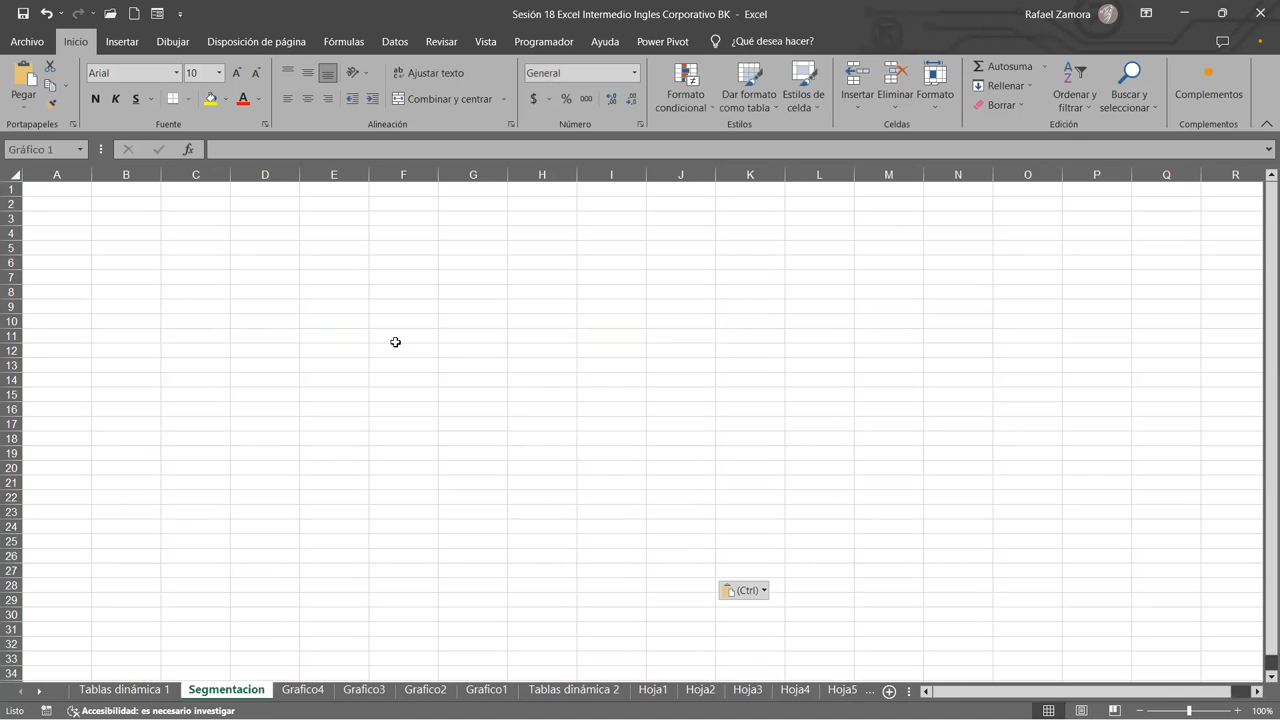 Sesión 18 Excel Intermedio Ingles Corporativo BK - Excel
Rafael Zamora
Archivo Inicio Insertar Dibujar Disposición de página Fórmulas Datos Revisar Vista Programador Ayuda Power Pivot ¿Qué desea hacer?
Pegar
Arial 10
N K S
Ajustar texto
Combinar y centrar
General
$ % 000
Formato condicional
Dar formato como tabla
Estilos de celda
Insertar Eliminar Formato
Autosuma
Rellenar
Borrar
Ordenar y filtrar
Buscar y seleccionar
Complementos
Portapapeles Fuente Alineación Número Estilos Celdas Edición Complementos
Gráfico 1 fx
A B C D E F G H I J K L M N O P Q R
1
2
3
4
5
6
7
8
9
10
11
12
13
14
15
16
17
18
19
20
21
22
23
24
25
26
27
28
29
30
31
32
33
34
(Ctrl)
Tablas dinámica 1 Segmentacion Grafico4 Grafico3 Grafico2 Grafico1 Tablas dinámica 2 Hoja1 Hoja2 Hoja3 Hoja4 Hoja5 ...
Listo Accesibilidad: es necesario investigar 100%